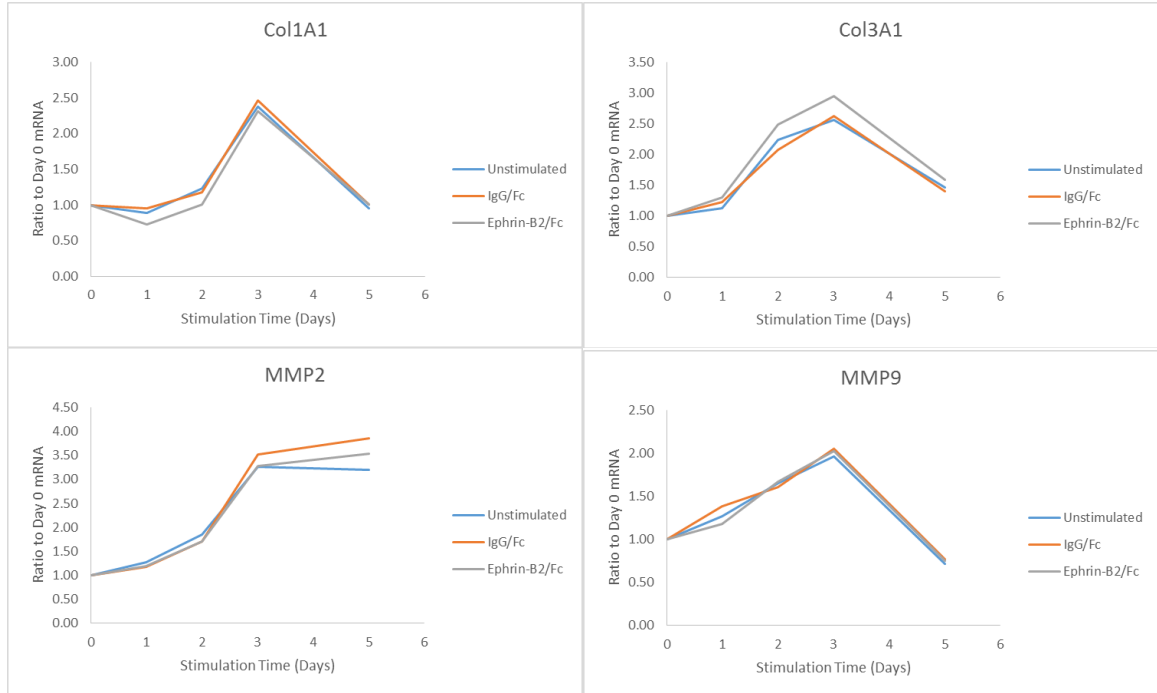 Col1A1
3.00
2.50
2.00
1.50
1.00
0.50
0.00
0 1 2 3 4 5 6
Ratio to Day 0 mRNA
Stimulation Time (Days)
Unstimulated
IgG/Fc
Ephrin-B2/Fc
Col3A1
3.50
3.00
2.50
2.00
1.50
1.00
0.50
0.00
0 1 2 3 4 5 6
Ratio to Day 0 mRNA
Stimulation Time (Days)
Unstimulated
IgG/Fc
Ephrin-B2/Fc
MMP2
4.50
4.00
3.50
3.00
2.50
2.00
1.50
1.00
0.50
0.00
0 1 2 3 4 5 6
Ratio to Day 0 mRNA
Stimulation Time (Days)
Unstimulated
IgG/Fc
Ephrin-B2/Fc
MMP9
2.50
2.00
1.50
1.00
0.50
0.00
0 1 2 3 4 5 6
Ratio to Day 0 mRNA
Stimulation Time (Days)
Unstimulated
IgG/Fc
Ephrin-B2/Fc